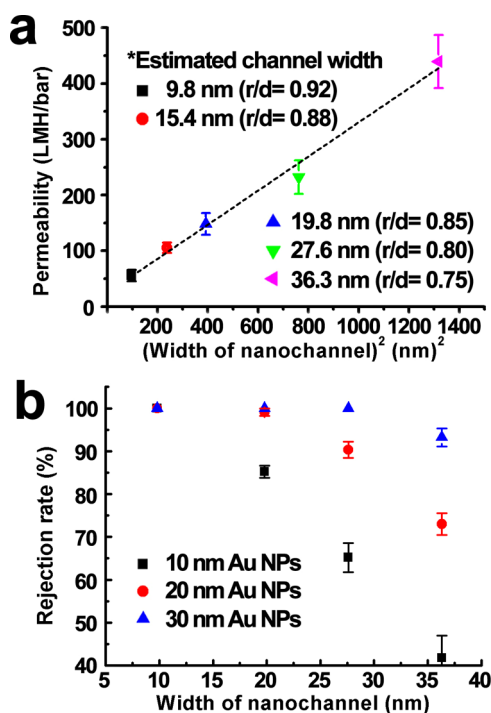 a
*Estimated channel width
9.8 nm (r/d= 0.92)
15.4 nm (r/d= 0.88)
19.8 nm (r/d= 0.85)
27.6 nm (r/d= 0.80)
36.3 nm (r/d= 0.75)
Permeability (LMH/bar)
500
400
300
200
100
0
200 400 600 800 1000 1200 1400
(Width of nanochannel)² (nm)²
b
Rejection rate (%)
100
90
80
70
60
50
40
10 nm Au NPs
20 nm Au NPs
30 nm Au NPs
10 15 20 25 30 35 40
Width of nanochannel (nm)